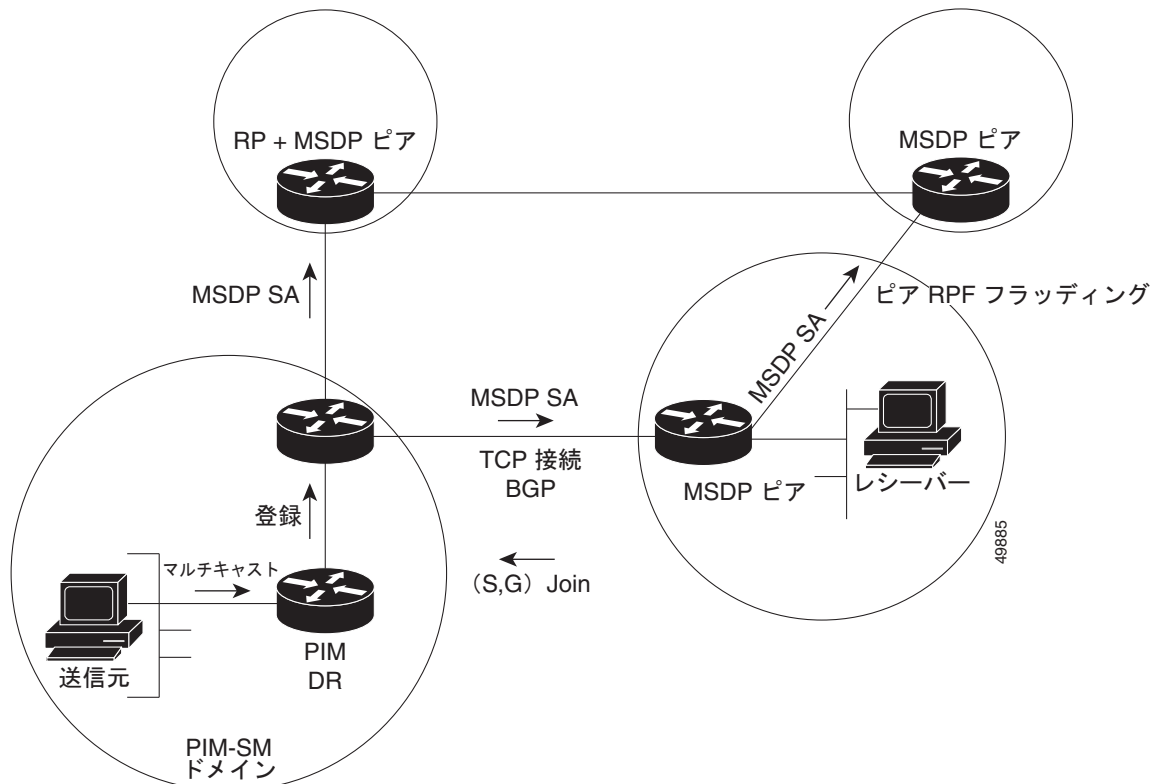 RP + MSDP ピア
MSDP ピア
MSDP SA
ピア RPF フラッディング
MSDP SA
MSDP SA
TCP 接続
BGP
MSDP ピア
レシーバー
登録
マルチキャスト
(S,G) Join
49885
送信元
PIM
DR
PIM-SM
ドメイン